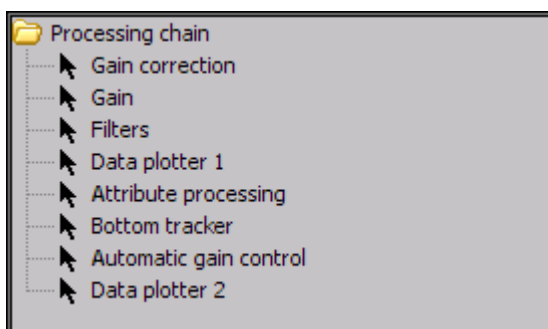 Processing chain
Gain correction
Gain
Filters
Data plotter 1
Attribute processing
Bottom tracker
Automatic gain control
Data plotter 2